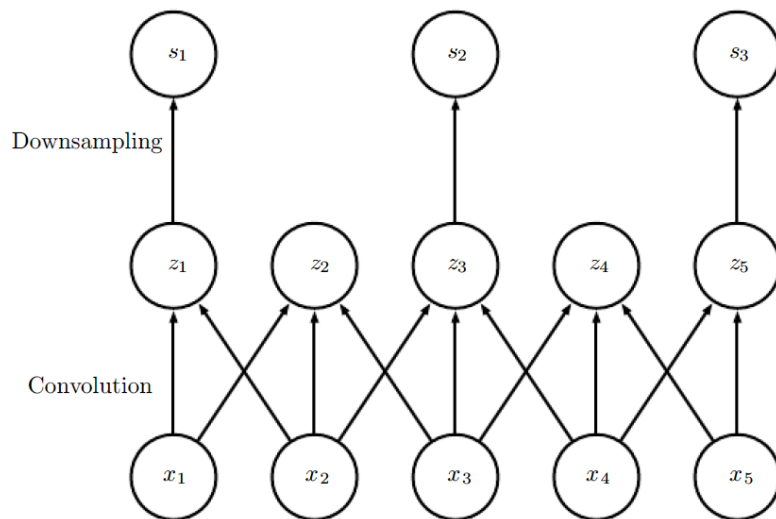 s₁ s₂ s₃
Downsampling
z₁ z₂ z₃ z₄ z₅
Convolution
x₁ x₂ x₃ x₄ x₅